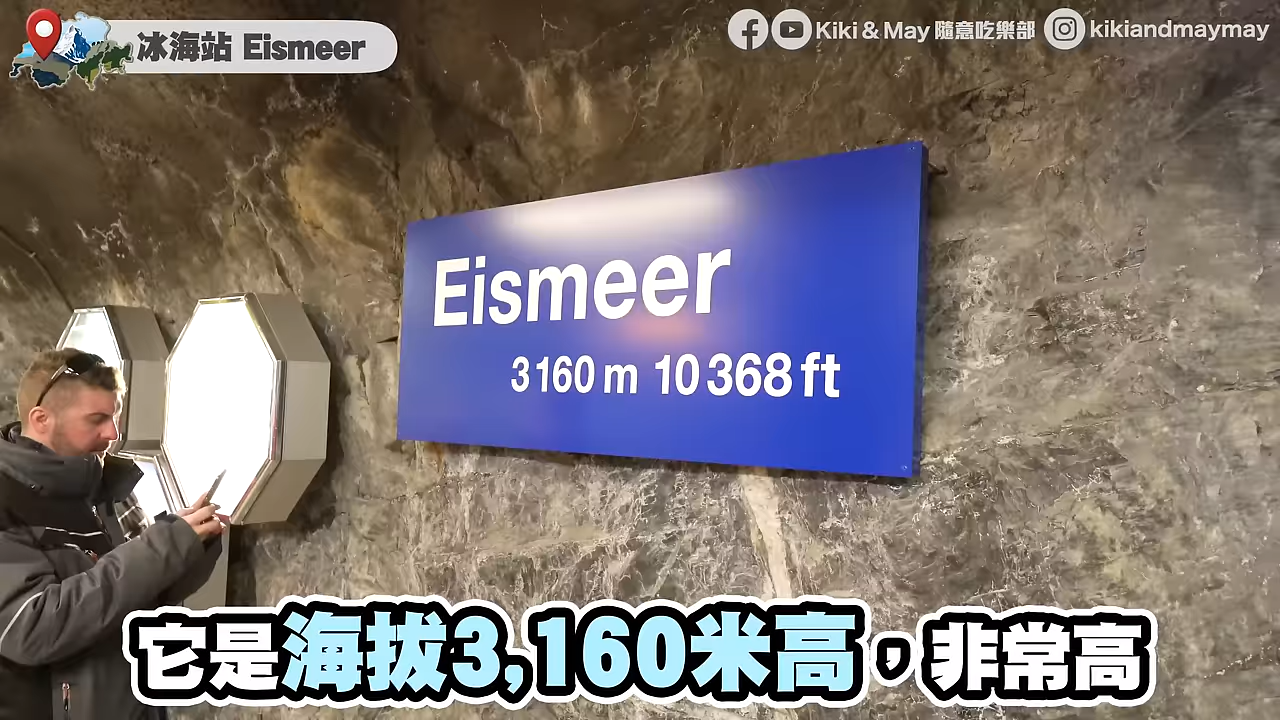 冰海站 Eismeer
Kiki & May 隨意吃樂部
kikiandmaymay
Eismeer
3160 m 10368 ft
它是海拔3,160米高，非常高